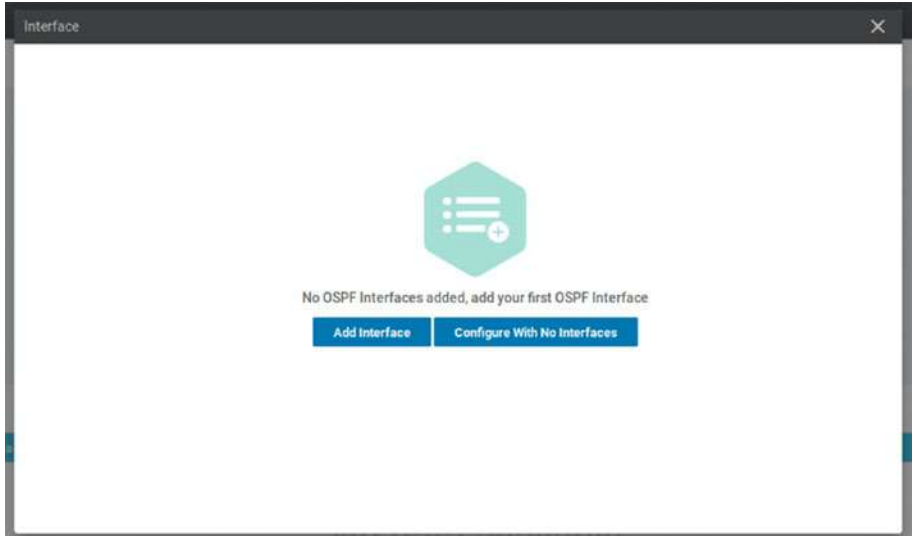 Interface
No OSPF Interfaces added, add your first OSPF Interface
Add Interface
Configure With No Interfaces